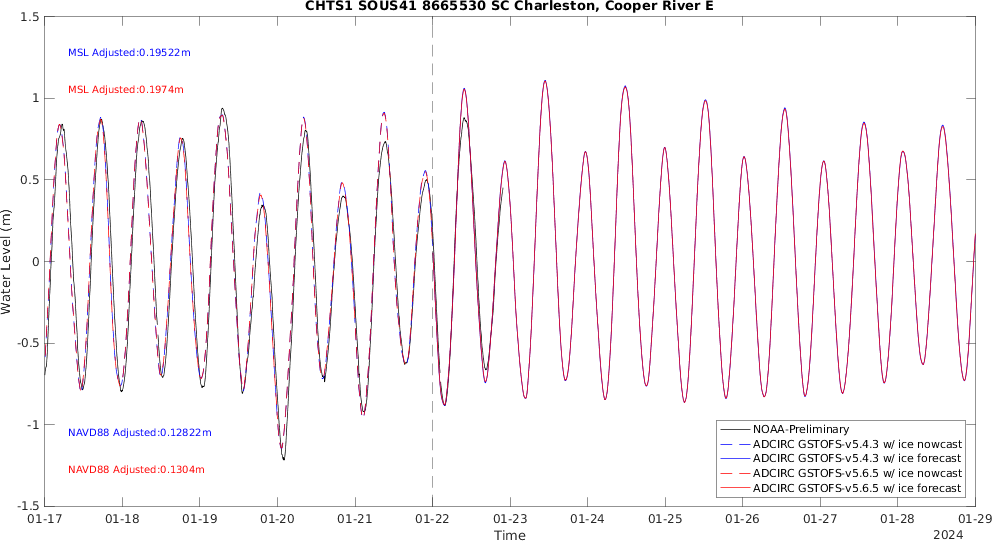 CHTS1 SOUS41 8665530 SC Charleston, Cooper River E
1.5
1
0.5
0
-0.5
-1
-1.5
Water Level (m)
MSL Adjusted:0.19522m
MSL Adjusted:0.1974m
NAVD88 Adjusted:0.12822m
NAVD88 Adjusted:0.1304m
NOAA-Preliminary
ADCIRC GSTOFS-v5.4.3 w/ ice nowcast
ADCIRC GSTOFS-v5.4.3 w/ ice forecast
ADCIRC GSTOFS-v5.6.5 w/ ice nowcast
ADCIRC GSTOFS-v5.6.5 w/ ice forecast
01-17 01-18 01-19 01-20 01-21 01-22 01-23 01-24 01-25 01-26 01-27 01-28 01-29
Time
2024